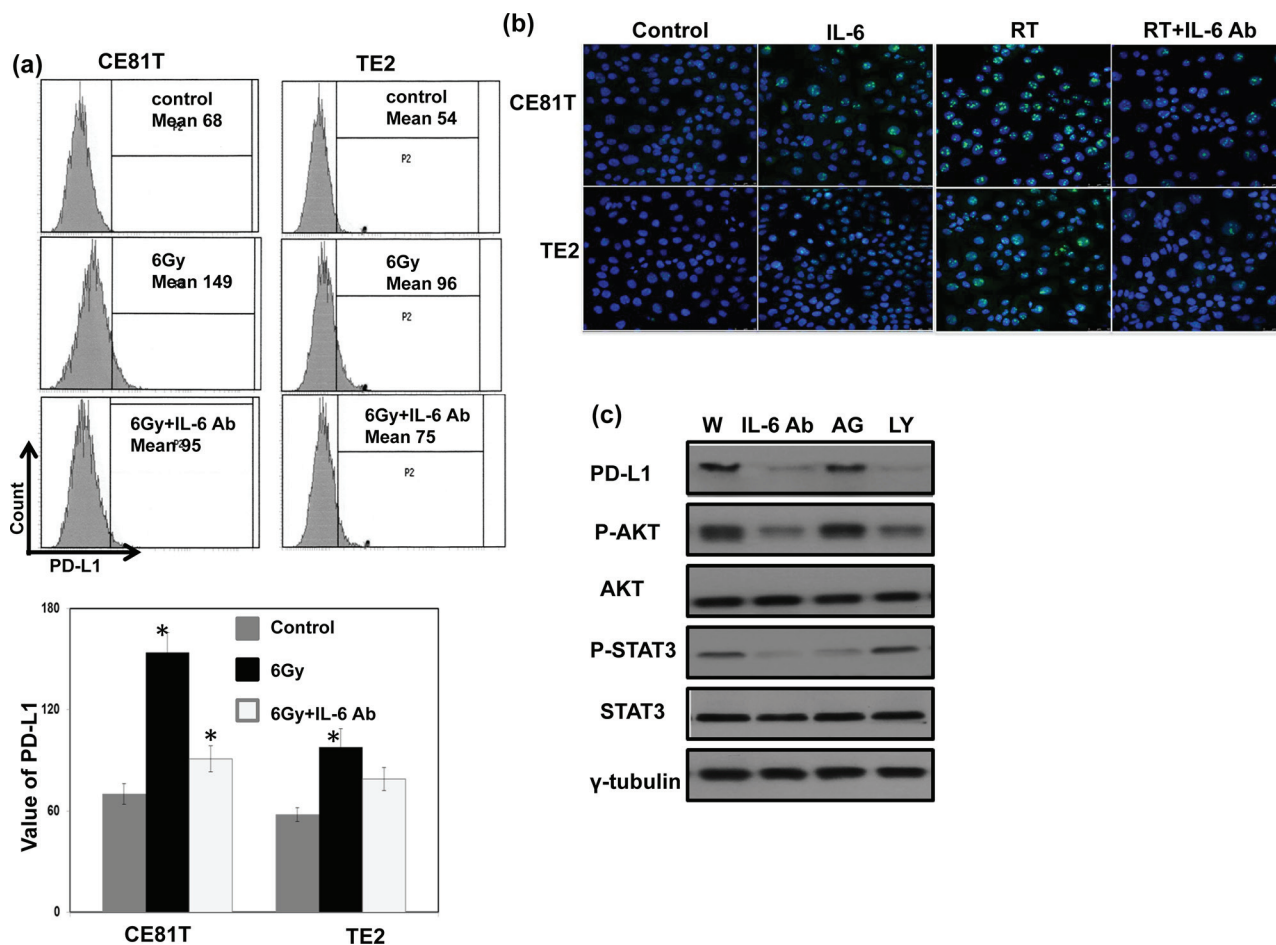 (a)
CE81T
TE2
control
Mean 68
P2
control
Mean 54
P2
6Gy
Mean 149
6Gy
Mean 96
P2
6Gy+IL-6 Ab
Mean 95
P2
6Gy+IL-6 Ab
Mean 75
P2
Count
PD-L1
180
120
60
0
Value of PD-L1
*
*
*
Control
6Gy
6Gy+IL-6 Ab
CE81T
TE2
(b)
Control
IL-6
RT
RT+IL-6 Ab
CE81T
TE2
(c)
W
IL-6 Ab
AG
LY
PD-L1
P-AKT
AKT
P-STAT3
STAT3
γ-tubulin